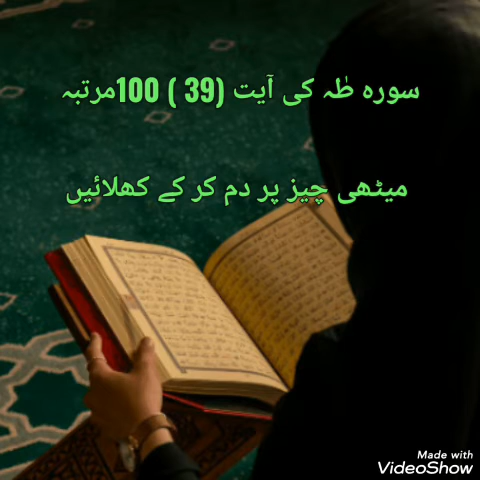 سورہ طٰہ کی آیت (39 ) 100مرتبہ
میٹھی چیز پر دم کر کے کھلائیں
Made with
VideoShow